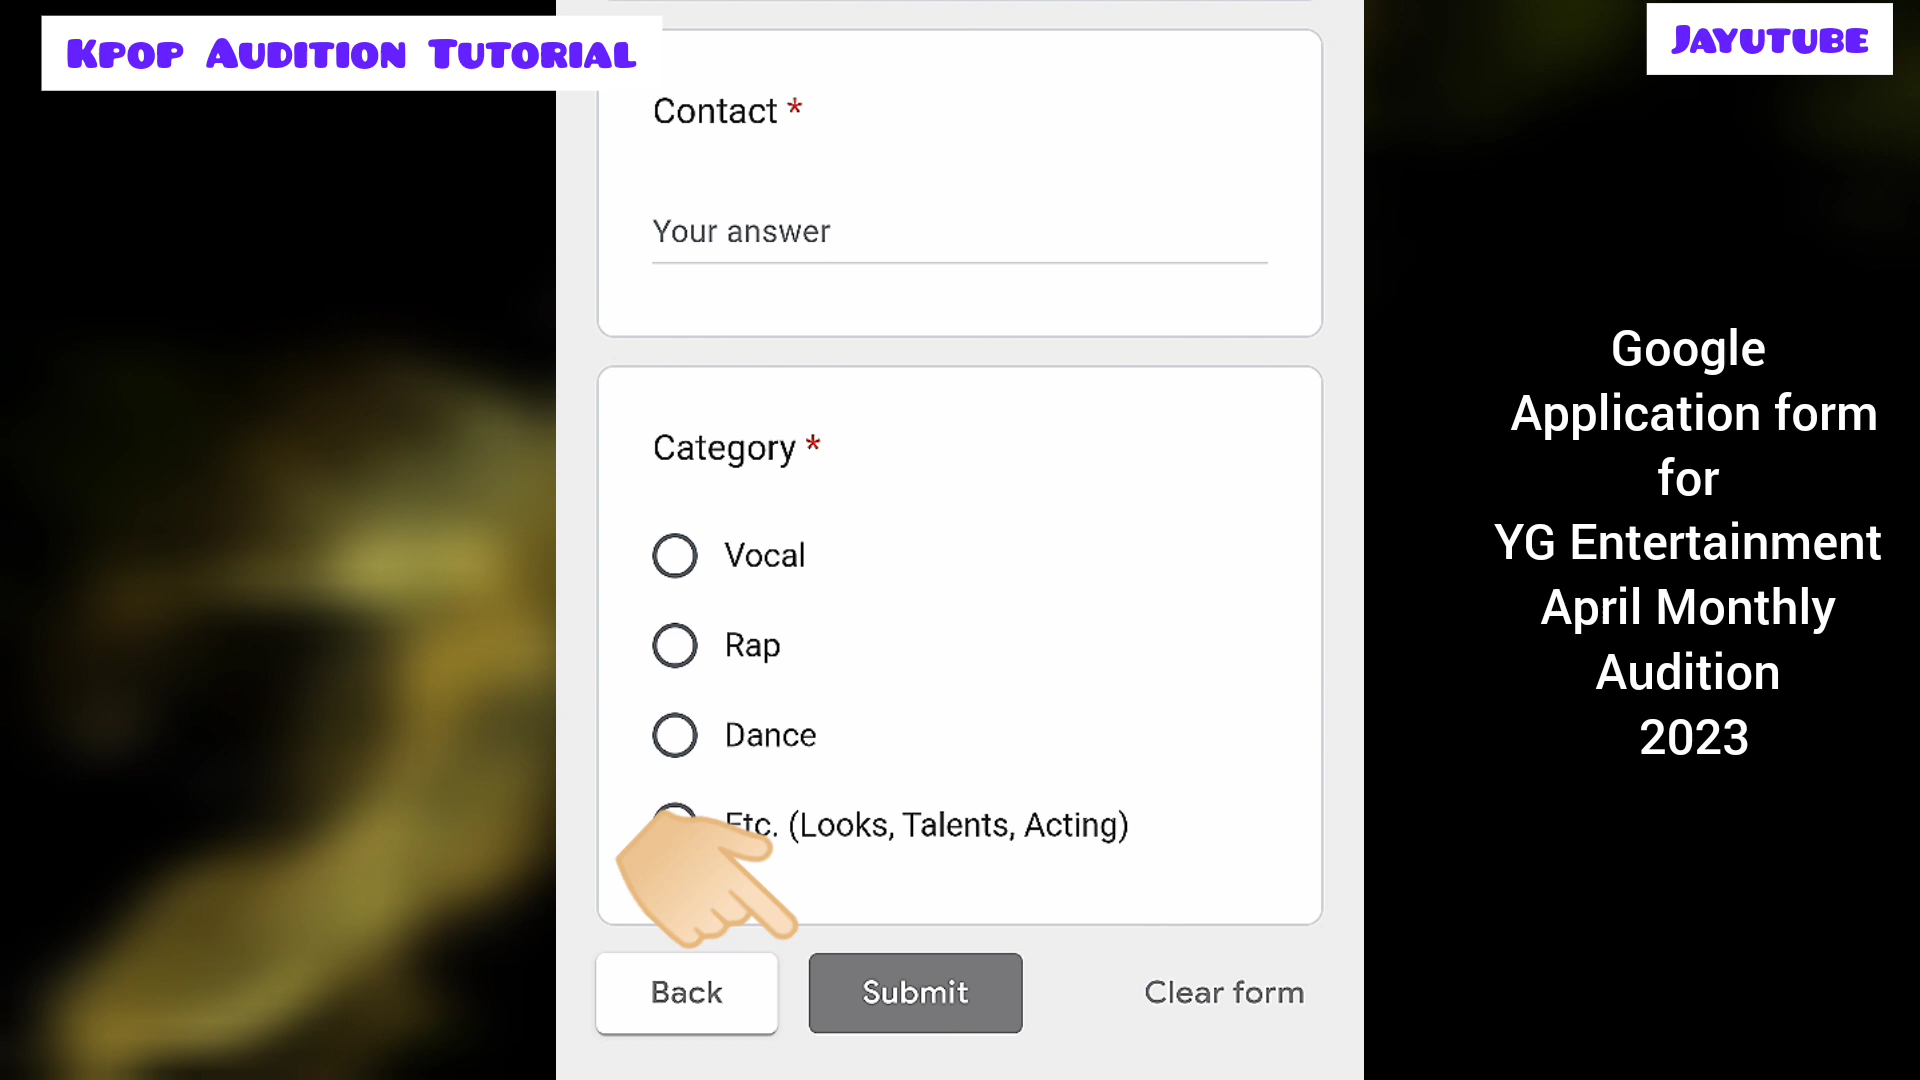 Kpop Audition Tutorial
Jayutube
Contact *
Your answer
Category *
Vocal
Rap
Dance
Etc. (Looks, Talents, Acting)
Back
Submit
Clear form
Google
Application form
for
YG Entertainment
April Monthly
Audition
2023